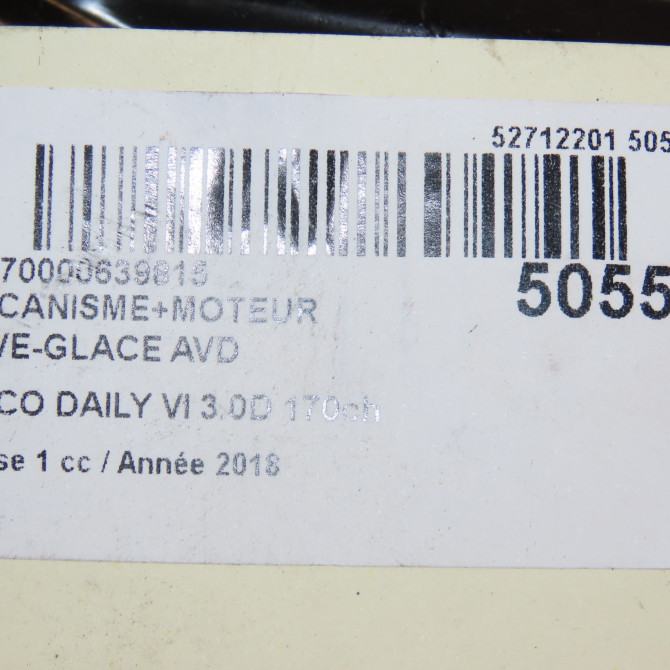 52712201 505
70000639815
5055
CANISME+MOTEUR
VE-GLACE AVD
CO DAILY VI 3.0D 170ch
se 1 cc / Année 2018